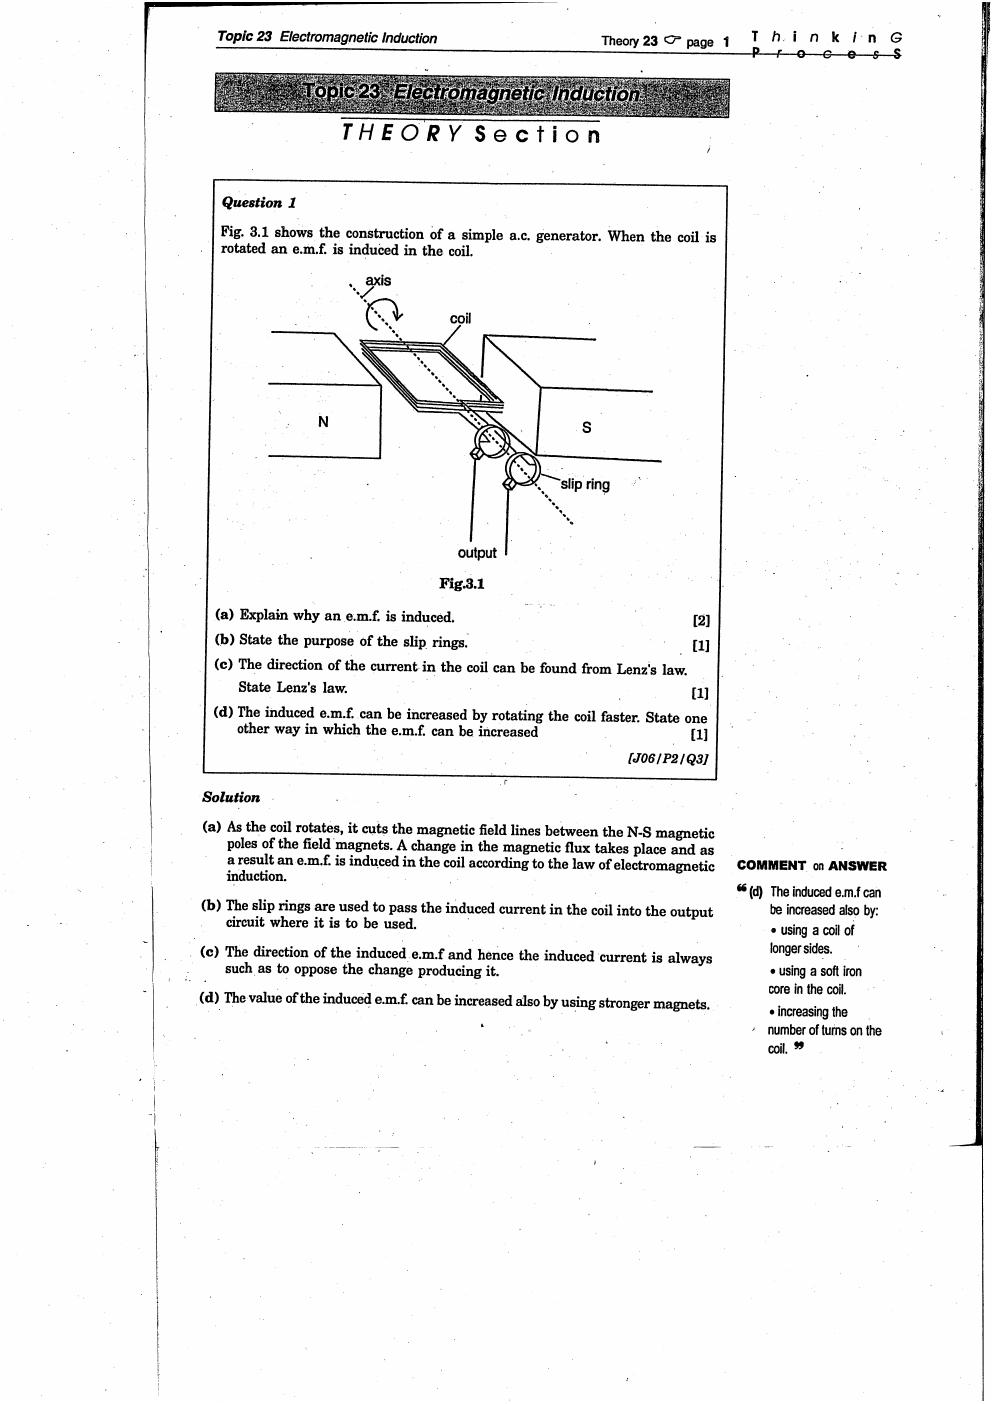 Topic 23 Electromagnetic Induction
Theory 23 page 1
T h i n k i n G
P r o c e s S
Topic 23 Electromagnetic Induction
THEORY Section
Question 1
Fig. 3.1 shows the construction of a simple a.c. generator. When the coil is
rotated an e.m.f. is induced in the coil.
axis
coil
N
S
slip ring
output
Fig.3.1
(a) Explain why an e.m.f. is induced. [2]
(b) State the purpose of the slip rings. [1]
(c) The direction of the current in the coil can be found from Lenz's law.
State Lenz's law. [1]
(d) The induced e.m.f. can be increased by rotating the coil faster. State one
other way in which the e.m.f. can be increased [1]
[J06/P2/Q3]
Solution
(a) As the coil rotates, it cuts the magnetic field lines between the N-S magnetic
poles of the field magnets. A change in the magnetic flux takes place and as
a result an e.m.f. is induced in the coil according to the law of electromagnetic
induction.
(b) The slip rings are used to pass the induced current in the coil into the output
circuit where it is to be used.
(c) The direction of the induced e.m.f and hence the induced current is always
such as to oppose the change producing it.
(d) The value of the induced e.m.f. can be increased also by using stronger magnets.
COMMENT on ANSWER
“ (d) The induced e.m.f can
be increased also by:
• using a coil of
longer sides.
• using a soft iron
core in the coil.
• increasing the
number of turns on the
coil. ”